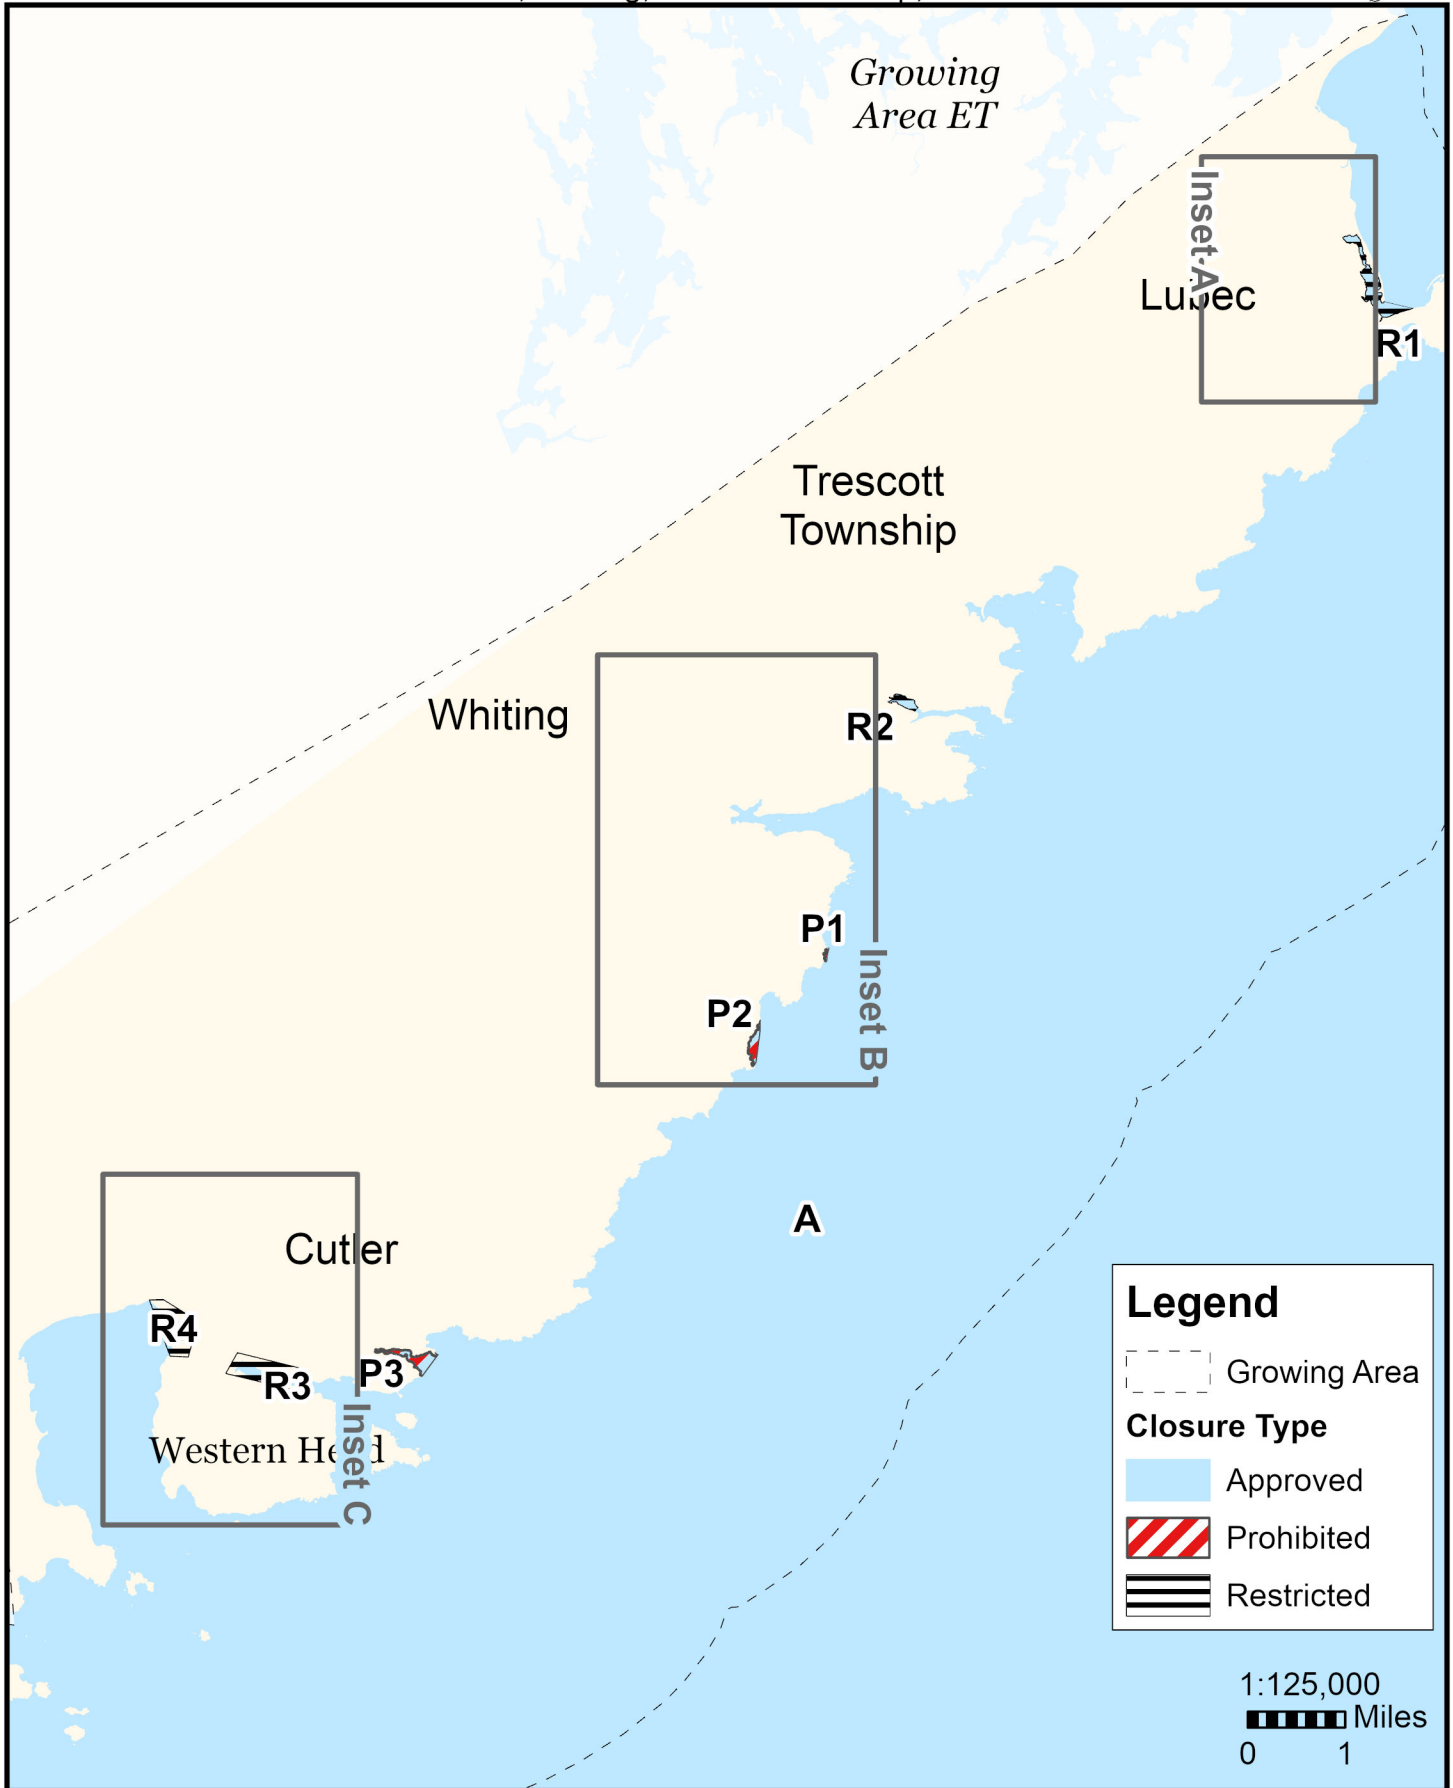 Growing
Area ET
Inset A
Lubec
R1
Trescott
Township
Whiting
R2
P1
Inset B
P2
A
Cutler
R4
R3
P3
Western Head
Inset C
Legend
Growing Area
Closure Type
Approved
Prohibited
Restricted
1:125,000
Miles
0 1